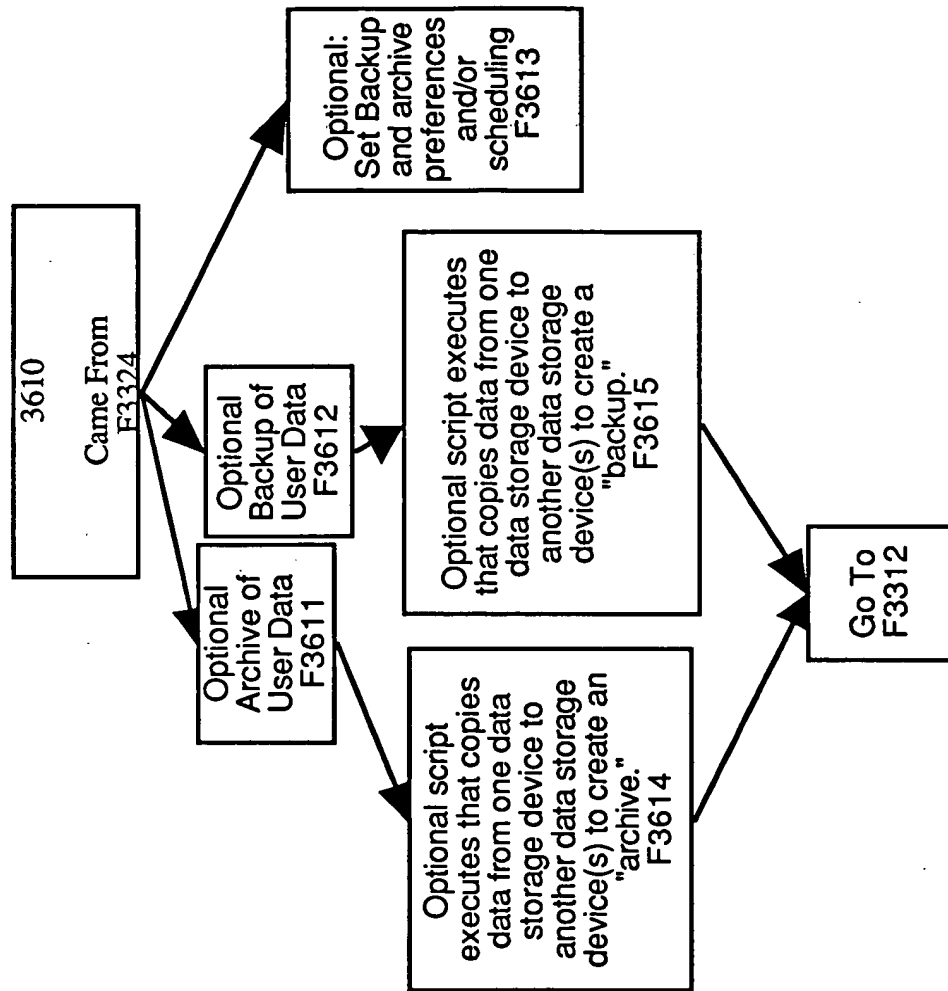 3610
Came From
F3324
Optional
Archive of
User Data
F3611
Optional
Backup of
User Data
F3612
Optional:
Set Backup
and archive
preferences
and/or
scheduling
F3613
Optional script
executes that copies
data from one data
storage device to
another data storage
device(s) to create an
"archive."
F3614
Optional script executes
that copies data from one
data storage device to
another data storage
device(s) to create a
"backup."
F3615
Go To
F3312